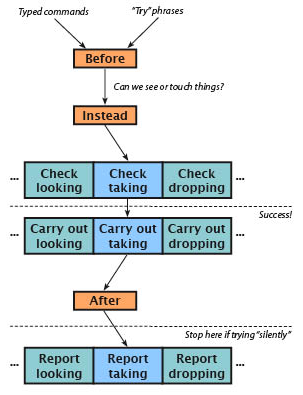 Typed commands
"Try" phrases
Before
Can we see or touch things?
Instead
... Check looking Check taking Check dropping ...
Success!
... Carry out looking Carry out taking Carry out dropping ...
After
Stop here if trying "silently"
... Report looking Report taking Report dropping ...